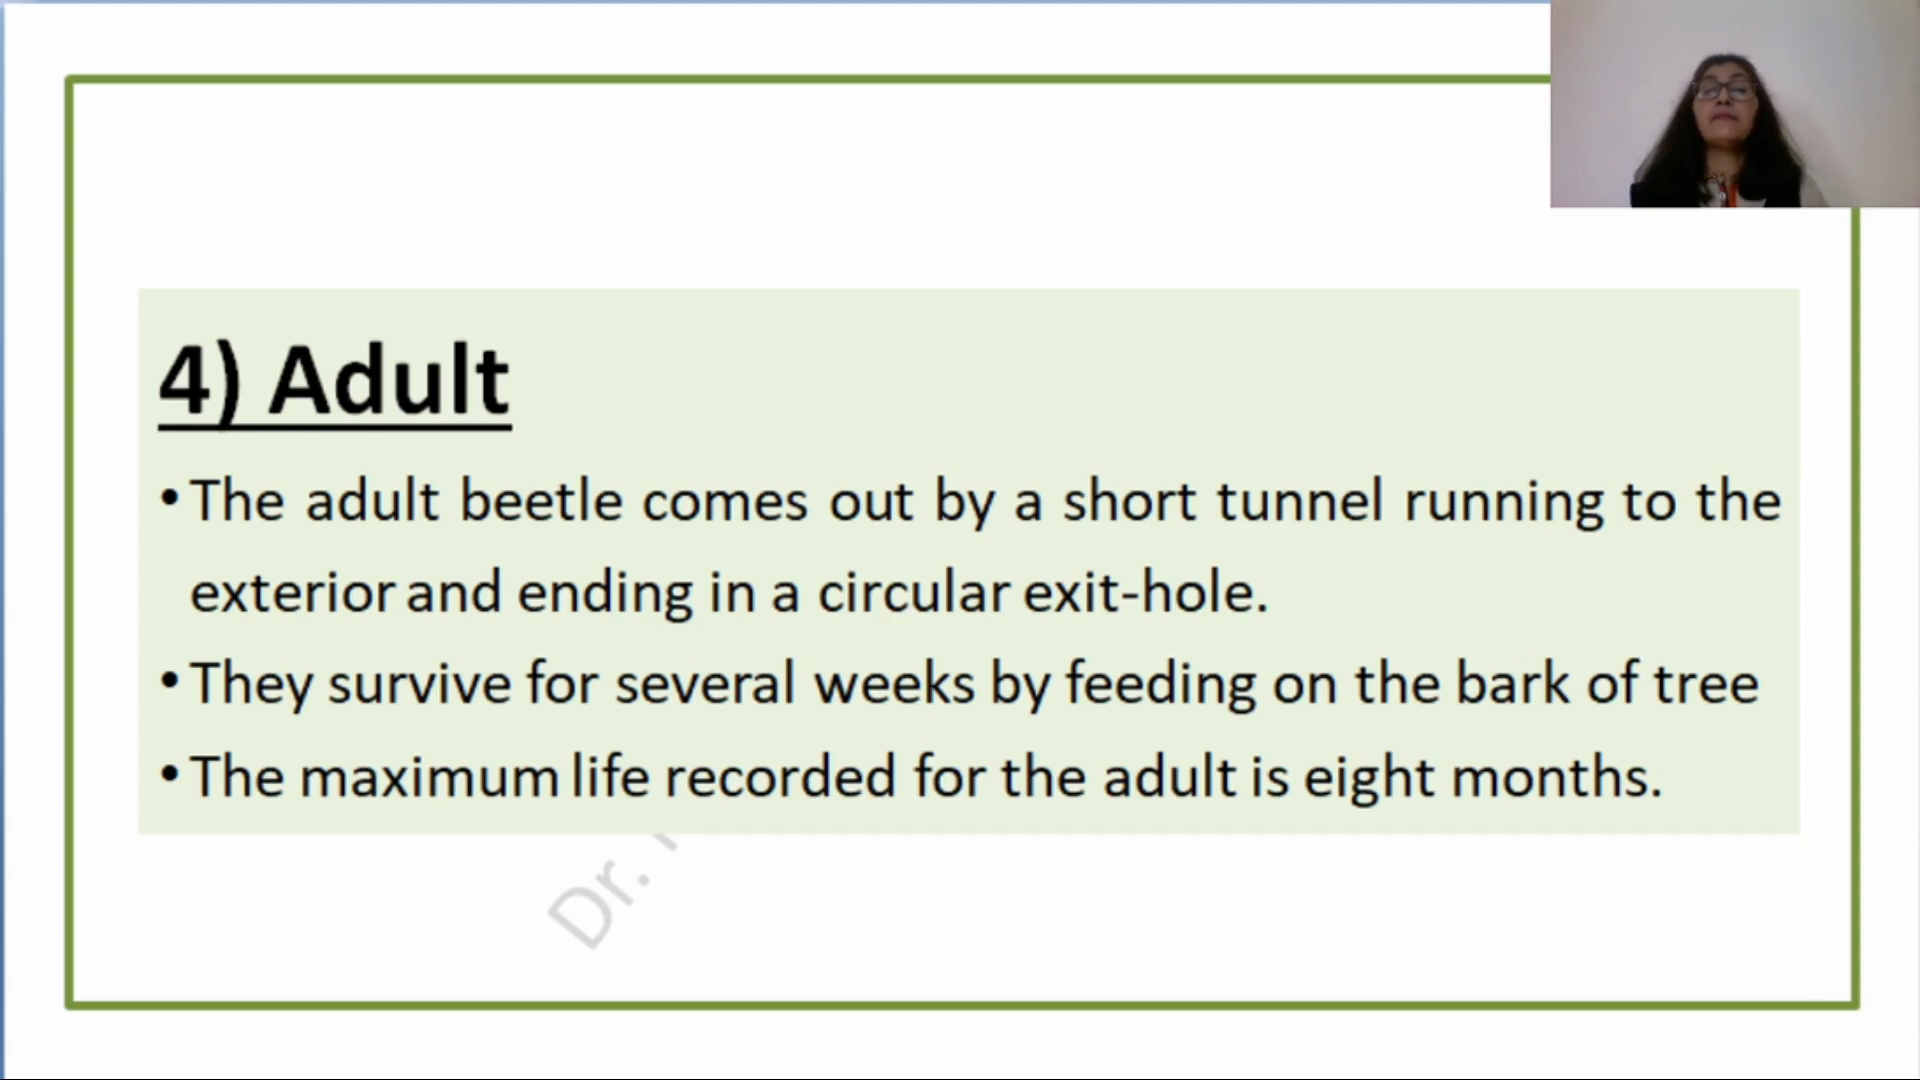 4) Adult
• The adult beetle comes out by a short tunnel running to the
exterior and ending in a circular exit-hole.
• They survive for several weeks by feeding on the bark of tree
• The maximum life recorded for the adult is eight months.
Dr.